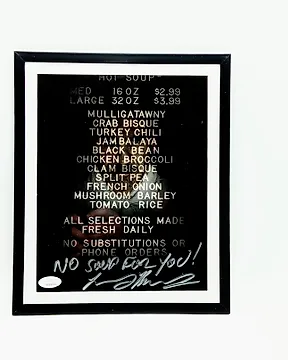 HOT SOUP
MED 16 OZ $2.99
LARGE 32 OZ $3.99
MULLIGATAWNY
CRAB BISQUE
TURKEY CHILI
JAMBALAYA
BLACK BEAN
CHICKEN BROCCOLI
CLAM BISQUE
SPLIT PEA
FRENCH ONION
MUSHROOM BARLEY
TOMATO RICE
ALL SELECTIONS MADE
FRESH DAILY
NO SUBSTITUTIONS OR
PHONE ORDERS
NO SOUP FOR YOU!